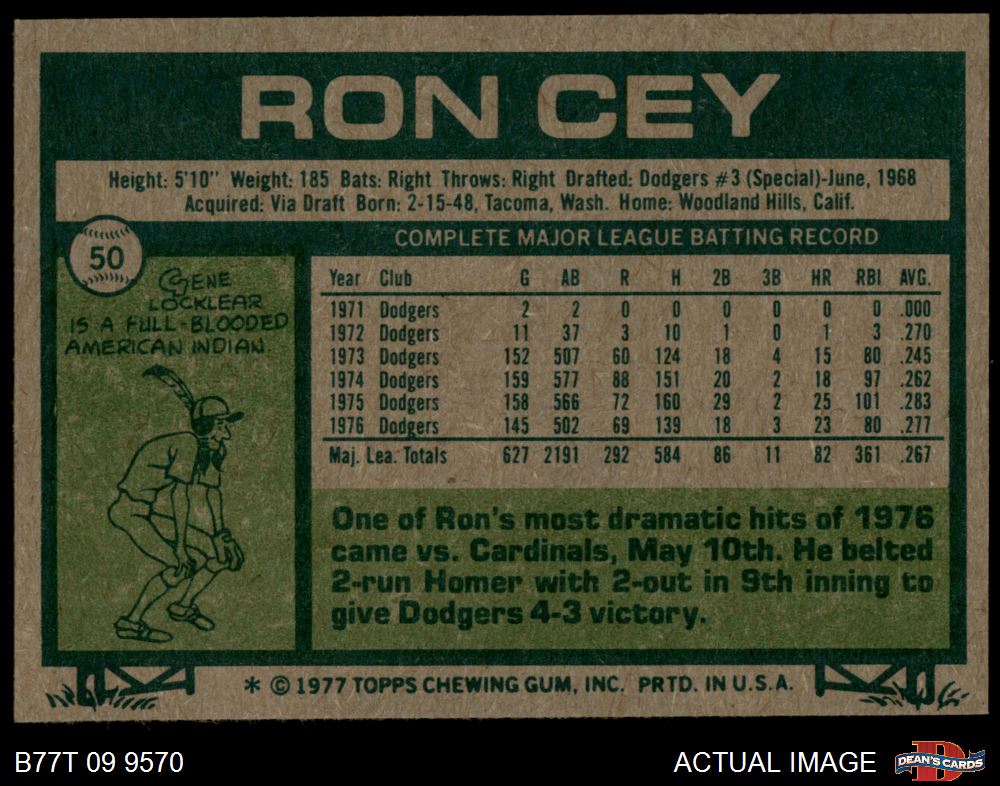 RON CEY
Height: 5'10" Weight: 185 Bats: Right Throws: Right Drafted: Dodgers #3 (Special)-June, 1968
Acquired: Via Draft Born: 2-15-48, Tacoma, Wash. Home: Woodland Hills, Calif.
50
GENE
LOCKLEAR
IS A FULL-BLOODED
AMERICAN INDIAN.
COMPLETE MAJOR LEAGUE BATTING RECORD
Year Club G AB R H 2B 3B HR RBI AVG.
1971 Dodgers 2 2 0 0 0 0 0 0 .000
1972 Dodgers 11 37 3 10 1 0 1 3 .270
1973 Dodgers 152 507 60 124 18 4 15 80 .245
1974 Dodgers 159 577 88 151 20 2 18 97 .262
1975 Dodgers 158 566 72 160 29 2 25 101 .283
1976 Dodgers 145 502 69 139 18 3 23 80 .277
Maj. Lea. Totals 627 2191 292 584 86 11 82 361 .267
One of Ron's most dramatic hits of 1976
came vs. Cardinals, May 10th. He belted
2-run Homer with 2-out in 9th inning to
give Dodgers 4-3 victory.
* © 1977 TOPPS CHEWING GUM, INC. PRTD. IN U.S.A.
B77T 09 9570
ACTUAL IMAGE
D
DEAN'S CARDS